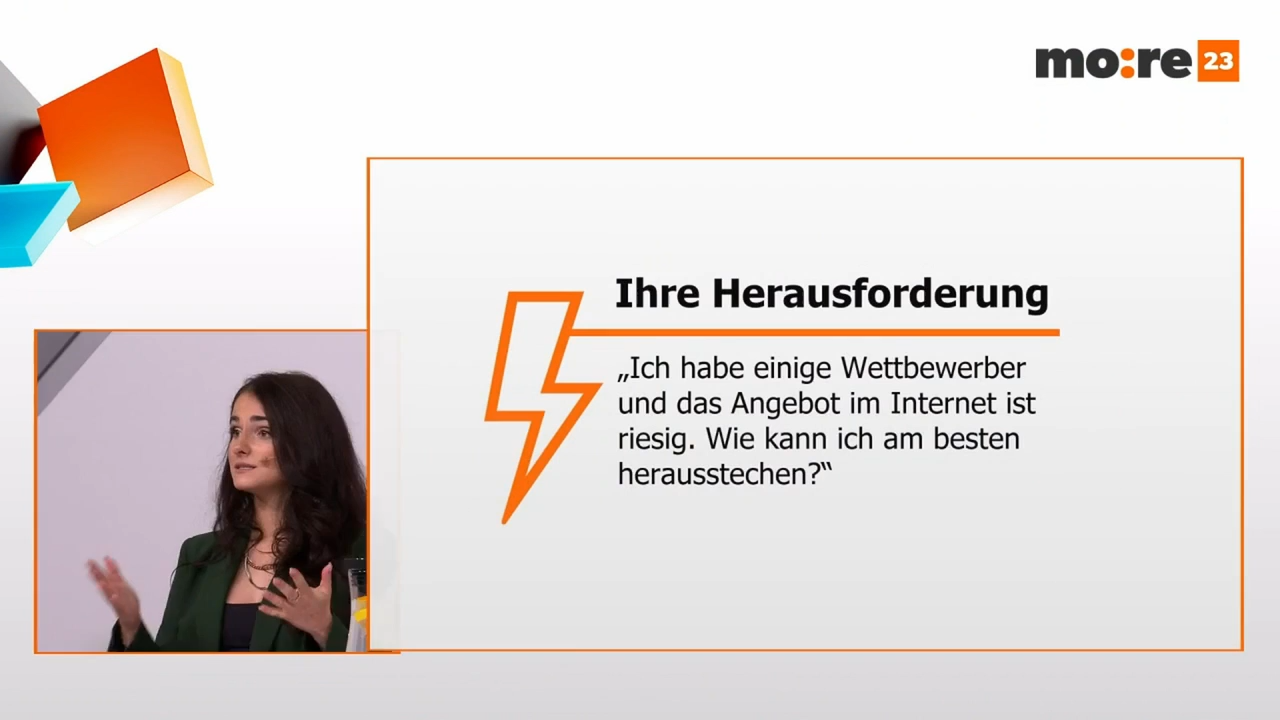 mo:re 23
Ihre Herausforderung
„Ich habe einige Wettbewerber
und das Angebot im Internet ist
riesig. Wie kann ich am besten
herausstechen?“